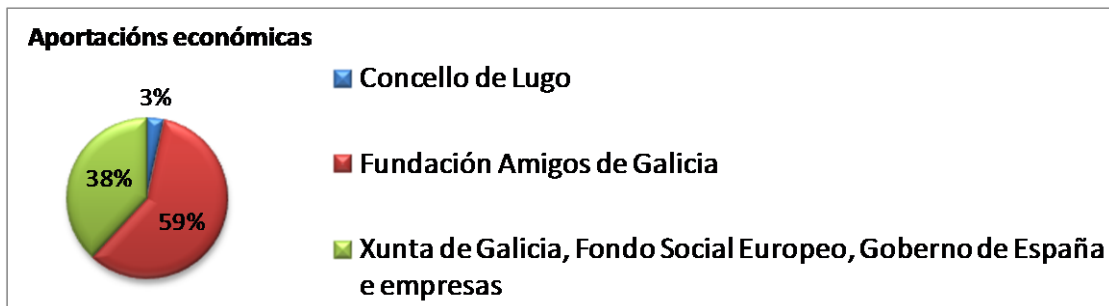 Aportacións económicas
3%
38%
59%
Concello de Lugo
Fundación Amigos de Galicia
Xunta de Galicia, Fondo Social Europeo, Goberno de España
e empresas